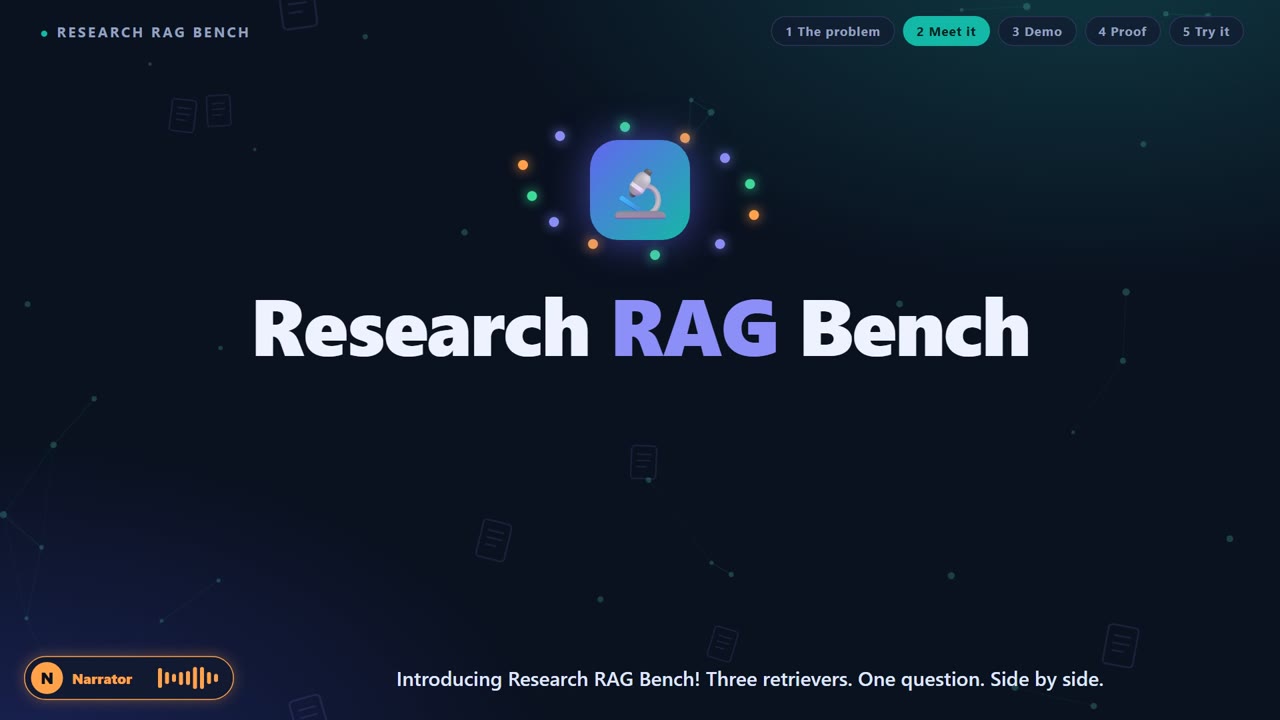 RESEARCH RAG BENCH
1 The problem
2 Meet it
3 Demo
4 Proof
5 Try it
Research RAG Bench
N Narrator
Introducing Research RAG Bench! Three retrievers. One question. Side by side.